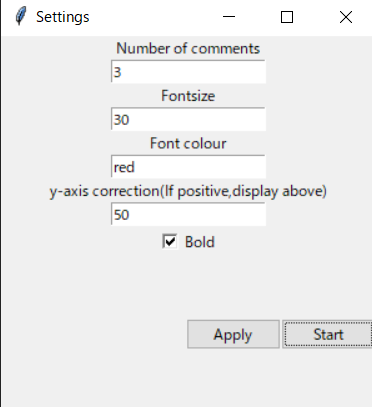 Settings
Number of comments
3
Fontsize
30
Font colour
red
y-axis correction(If positive,display above)
50
Bold
Apply Start